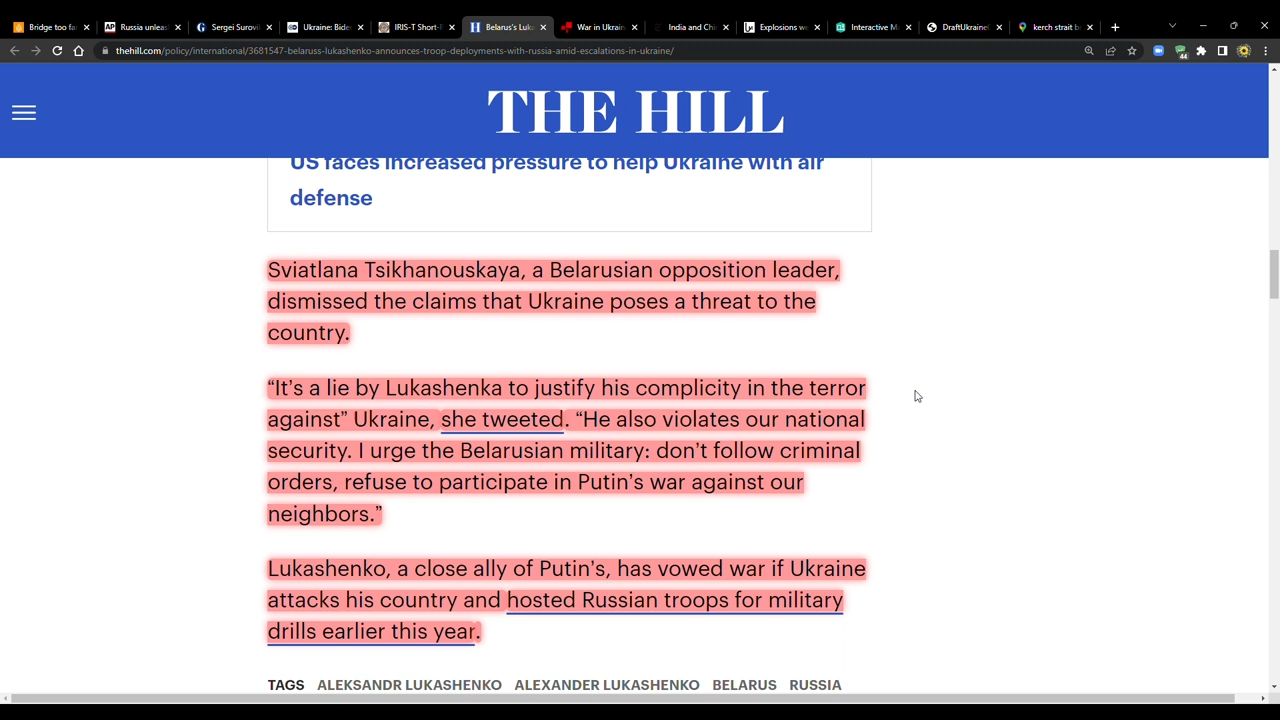 Bridge too fa
Russia unleas
Sergei Surovi
Ukraine: Bide
IRIS-T Short-
Belarus's Luk
War in Ukrain
India and Chi
Explosions we
Interactive M
DraftUkraine
kerch strait b
thehill.com/policy/international/3681547-belaruss-lukashenko-announces-troop-deployments-with-russia-amid-escalations-in-ukraine/
44
THE HILL
US faces increased pressure to help Ukraine with air
defense
Sviatlana Tsikhanouskaya, a Belarusian opposition leader,
dismissed the claims that Ukraine poses a threat to the
country.
“It’s a lie by Lukashenka to justify his complicity in the terror
against” Ukraine, she tweeted. “He also violates our national
security. I urge the Belarusian military: don’t follow criminal
orders, refuse to participate in Putin’s war against our
neighbors.”
Lukashenko, a close ally of Putin’s, has vowed war if Ukraine
attacks his country and hosted Russian troops for military
drills earlier this year.
TAGS ALEKSANDR LUKASHENKO ALEXANDER LUKASHENKO BELARUS RUSSIA